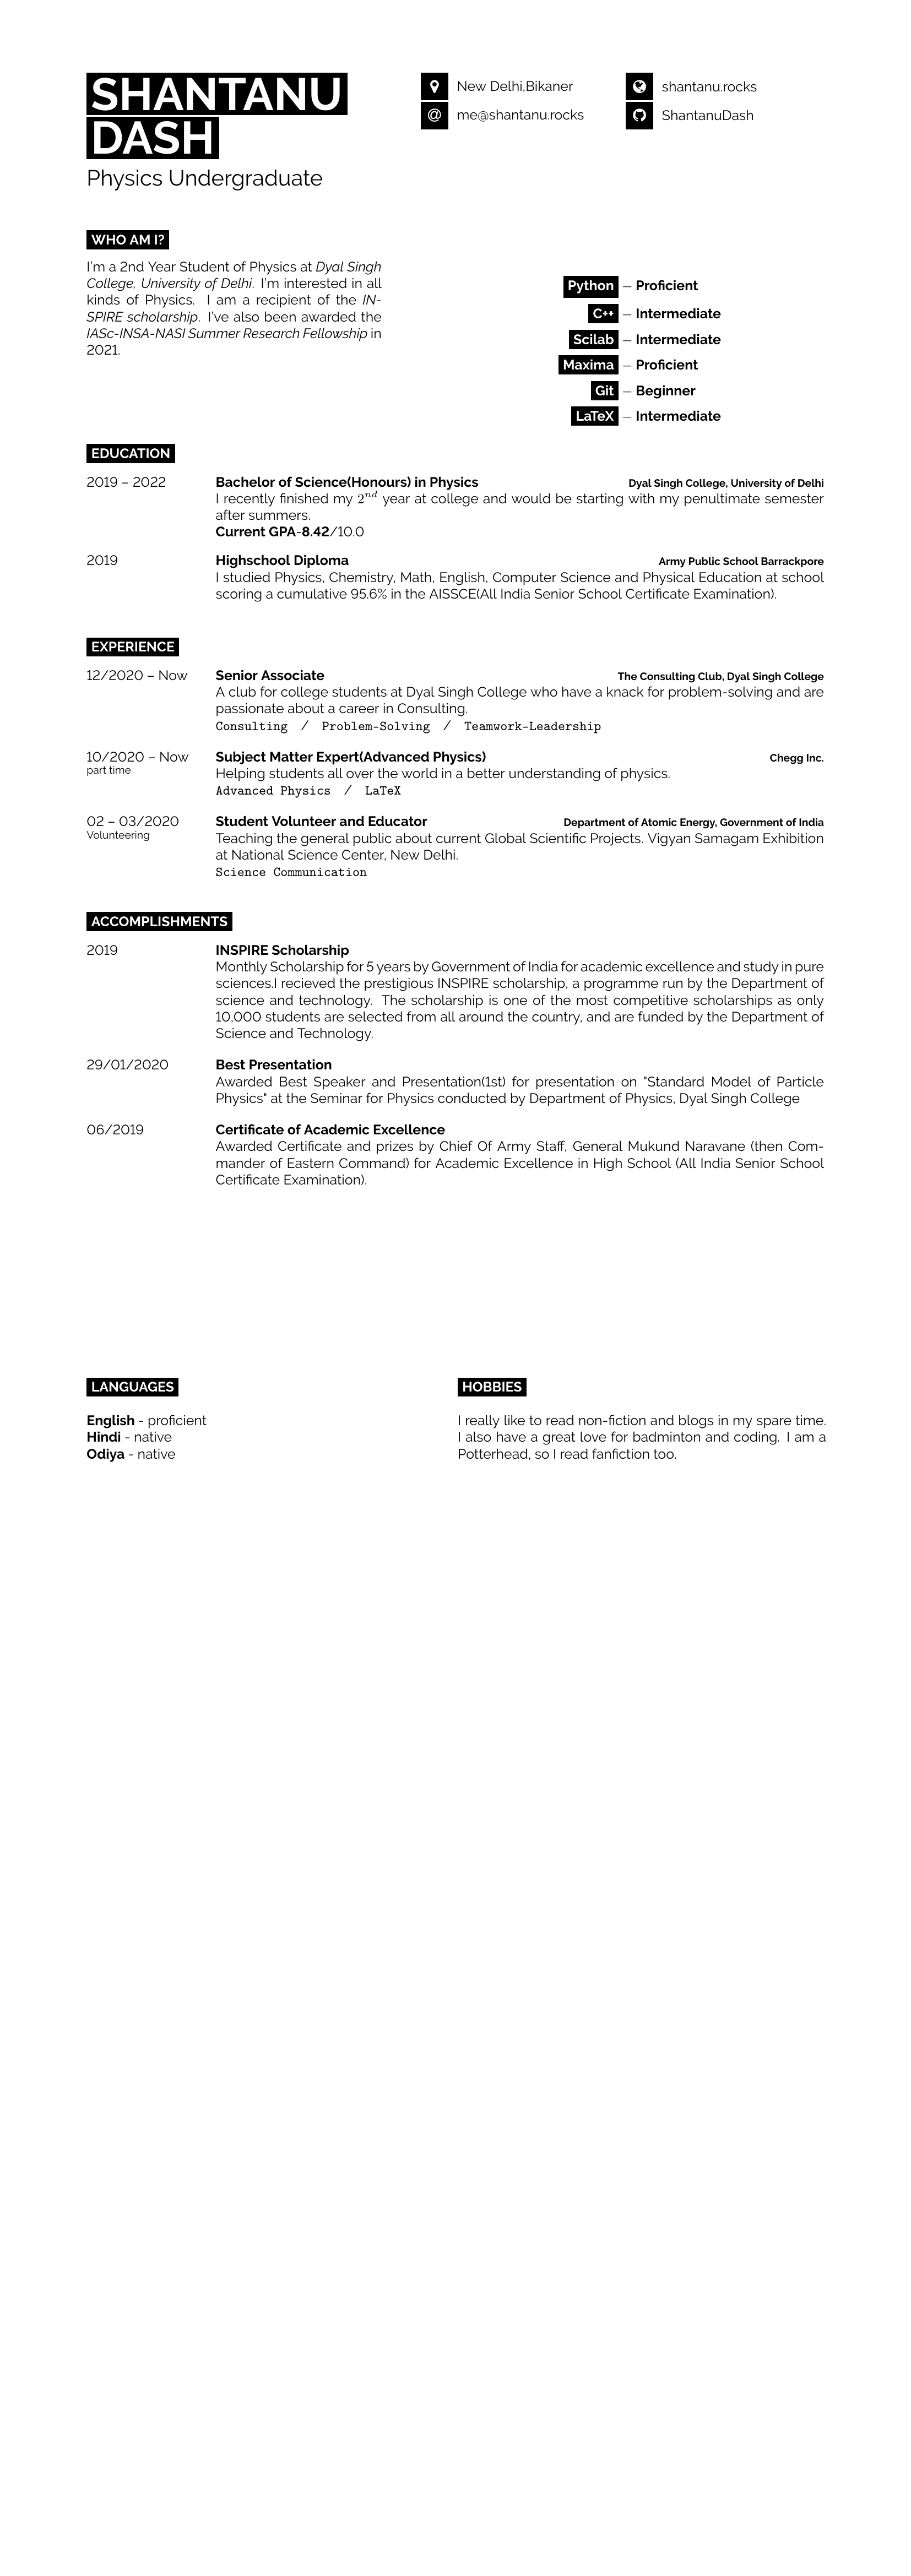 SHANTANU
DASH
Physics Undergraduate
New Delhi,Bikaner
me@shantanu.rocks
shantanu.rocks
ShantanuDash
WHO AM I?
I'm a 2nd Year Student of Physics at Dyal Singh
College, University of Delhi. I'm interested in all
kinds of Physics. I am a recipient of the IN-
SPIRE scholarship. I've also been awarded the
IASc-INSA-NASI Summer Research Fellowship in
2021.
Python – Proficient
C++ – Intermediate
Scilab – Intermediate
Maxima – Proficient
Git – Beginner
LaTeX – Intermediate
EDUCATION
2019 – 2022 Bachelor of Science(Honours) in Physics Dyal Singh College, University of Delhi
I recently finished my 2nd year at college and would be starting with my penultimate semester
after summers.
Current GPA-8.42/10.0
2019 Highschool Diploma Army Public School Barrackpore
I studied Physics, Chemistry, Math, English, Computer Science and Physical Education at school
scoring a cumulative 95.6% in the AISSCE(All India Senior School Certificate Examination).
EXPERIENCE
12/2020 – Now Senior Associate The Consulting Club, Dyal Singh College
A club for college students at Dyal Singh College who have a knack for problem-solving and are
passionate about a career in Consulting.
Consulting / Problem-Solving / Teamwork-Leadership
10/2020 – Now Subject Matter Expert(Advanced Physics) Chegg Inc.
part time Helping students all over the world in a better understanding of physics.
Advanced Physics / LaTeX
02 – 03/2020 Student Volunteer and Educator Department of Atomic Energy, Government of India
Volunteering Teaching the general public about current Global Scientific Projects. Vigyan Samagam Exhibition
at National Science Center, New Delhi.
Science Communication
ACCOMPLISHMENTS
2019 INSPIRE Scholarship
Monthly Scholarship for 5 years by Government of India for academic excellence and study in pure
sciences.I recieved the prestigious INSPIRE scholarship, a programme run by the Department of
science and technology. The scholarship is one of the most competitive scholarships as only
10,000 students are selected from all around the country, and are funded by the Department of
Science and Technology.
29/01/2020 Best Presentation
Awarded Best Speaker and Presentation(1st) for presentation on "Standard Model of Particle
Physics" at the Seminar for Physics conducted by Department of Physics, Dyal Singh College
06/2019 Certificate of Academic Excellence
Awarded Certificate and prizes by Chief Of Army Staff, General Mukund Naravane (then Com-
mander of Eastern Command) for Academic Excellence in High School (All India Senior School
Certificate Examination).
LANGUAGES
English - proficient
Hindi - native
Odiya - native
HOBBIES
I really like to read non-fiction and blogs in my spare time.
I also have a great love for badminton and coding. I am a
Potterhead, so I read fanfiction too.